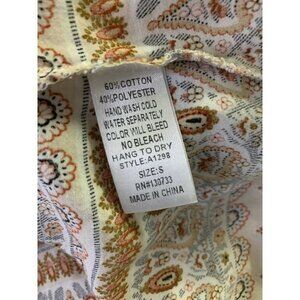 60% COTTON
40% POLYESTER
HAND WASH COLD
WATER SEPARATELY
COLOR WILL BLEED
NO BLEACH
HANG TO DRY
STYLE:A1298
SIZE:S
RN#130733
MADE IN CHINA